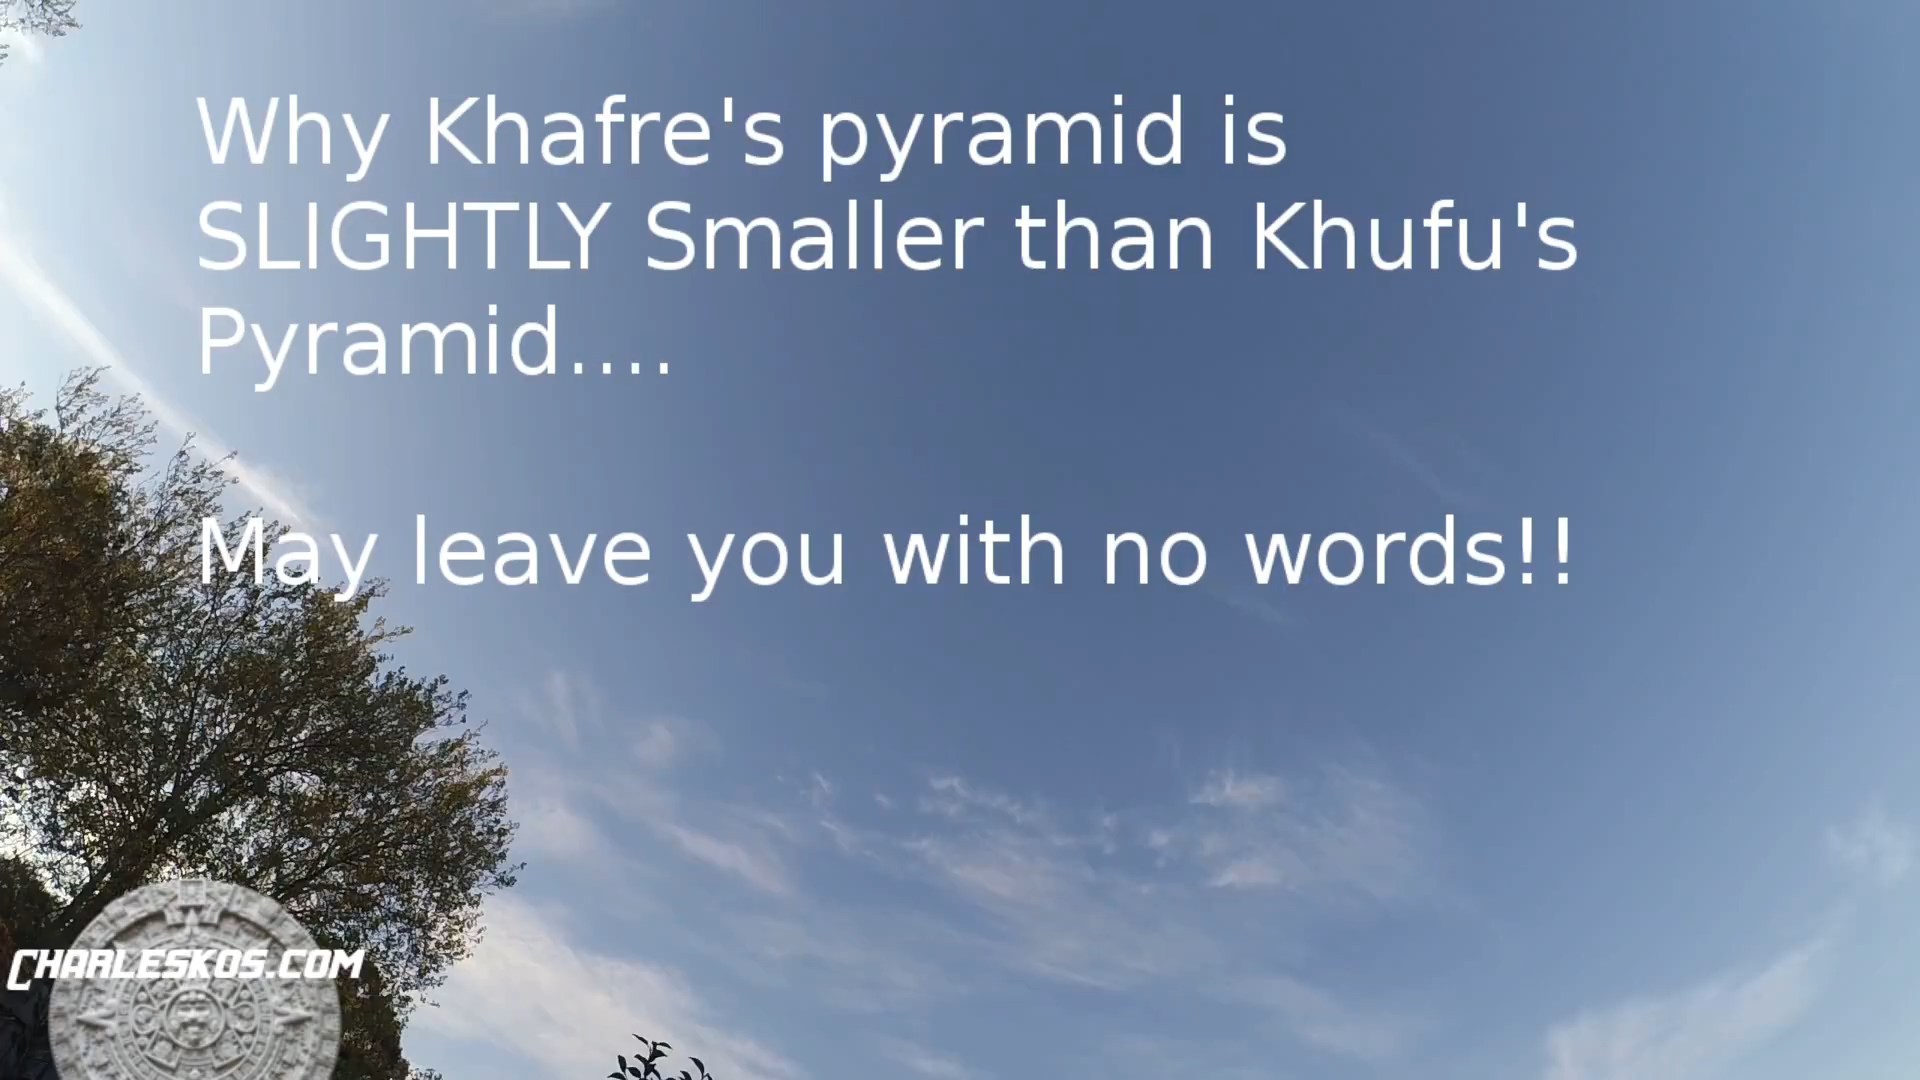 Why Khafre's pyramid is
SLIGHTLY Smaller than Khufu's
Pyramid....
May leave you with no words!!
CHARLESKOS.COM